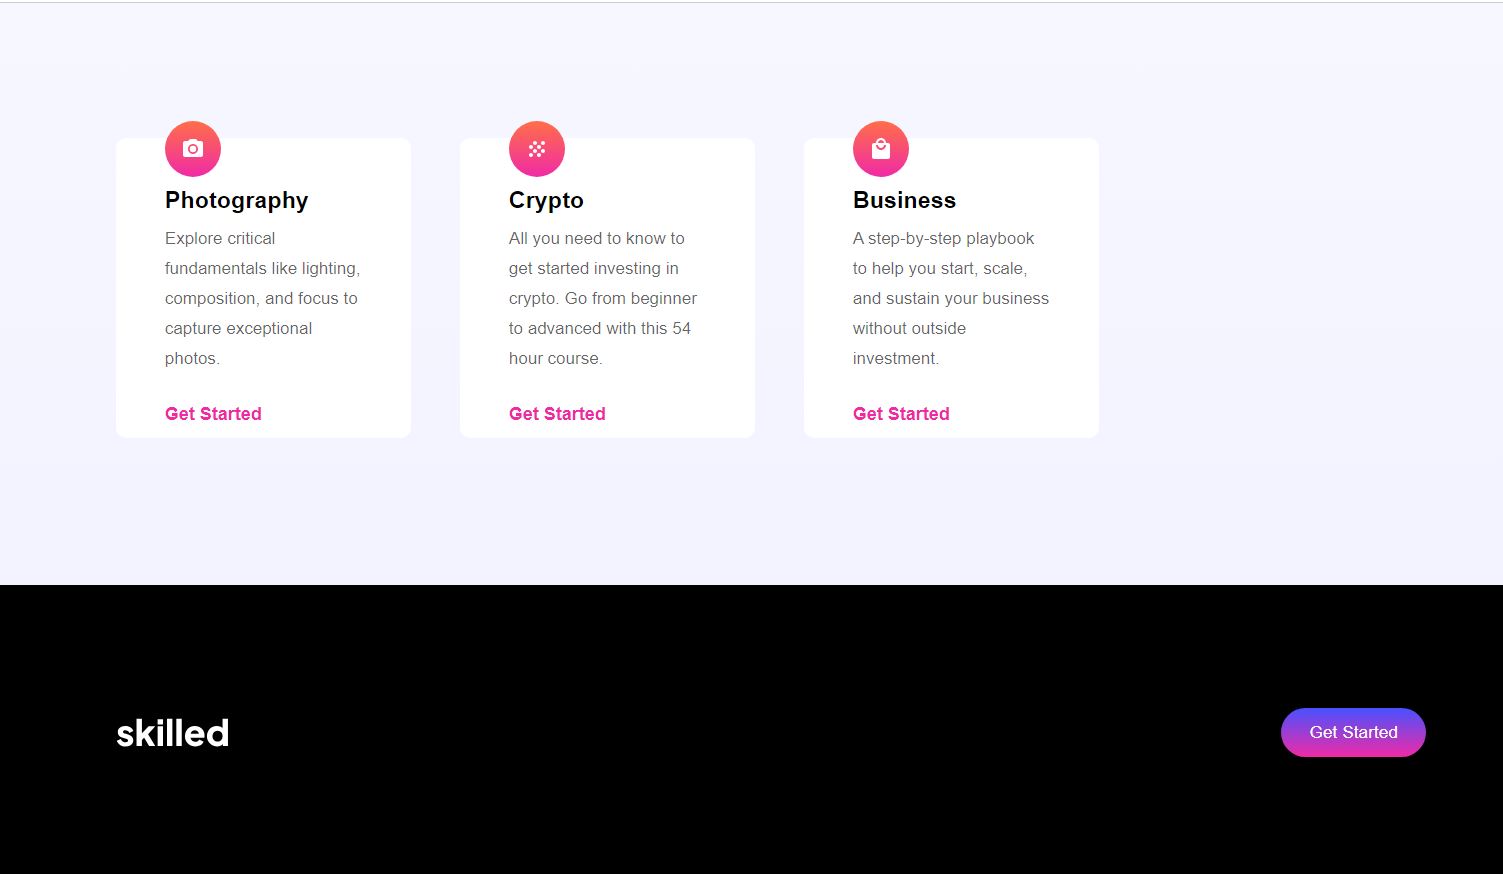 Photography
Explore critical
fundamentals like lighting,
composition, and focus to
capture exceptional
photos.
Get Started
Crypto
All you need to know to
get started investing in
crypto. Go from beginner
to advanced with this 54
hour course.
Get Started
Business
A step-by-step playbook
to help you start, scale,
and sustain your business
without outside
investment.
Get Started
skilled
Get Started